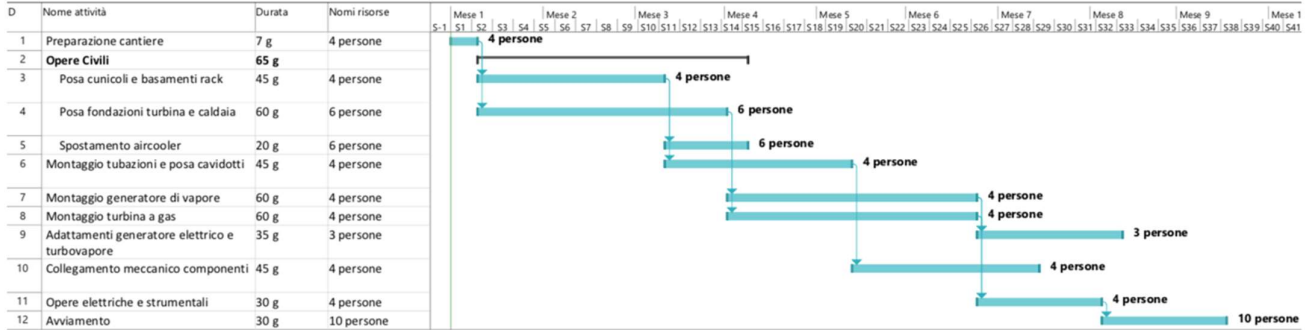 D Nome attività Durata Nomi risorse
Mese 1 Mese 2 Mese 3 Mese 4 Mese 5 Mese 6 Mese 7 Mese 8 Mese 9 Mese 1
S-1 S1 S2 S3 S4 S5 S6 S7 S8 S9 S10 S11 S12 S13 S14 S15 S16 S17 S18 S19 S20 S21 S22 S23 S24 S25 S26 S27 S28 S29 S30 S31 S32 S33 S34 S35 S36 S37 S38 S39 S40 S41
1 Preparazione cantiere 7 g 4 persone 4 persone
2 Opere Civili 65 g
3 Posa cunicoli e basamenti rack 45 g 4 persone 4 persone
4 Posa fondazioni turbina e caldaia 60 g 6 persone 6 persone
5 Spostamento aircooler 20 g 6 persone 6 persone
6 Montaggio tubazioni e posa cavidotti 45 g 4 persone 4 persone
7 Montaggio generatore di vapore 60 g 4 persone 4 persone
8 Montaggio turbina a gas 60 g 4 persone 4 persone
9 Adattamenti generatore elettrico e 35 g 3 persone 3 persone
turbovapore
10 Collegamento meccanico componenti 45 g 4 persone 4 persone
11 Opere elettriche e strumentali 30 g 4 persone 4 persone
12 Avviamento 30 g 10 persone 10 persone